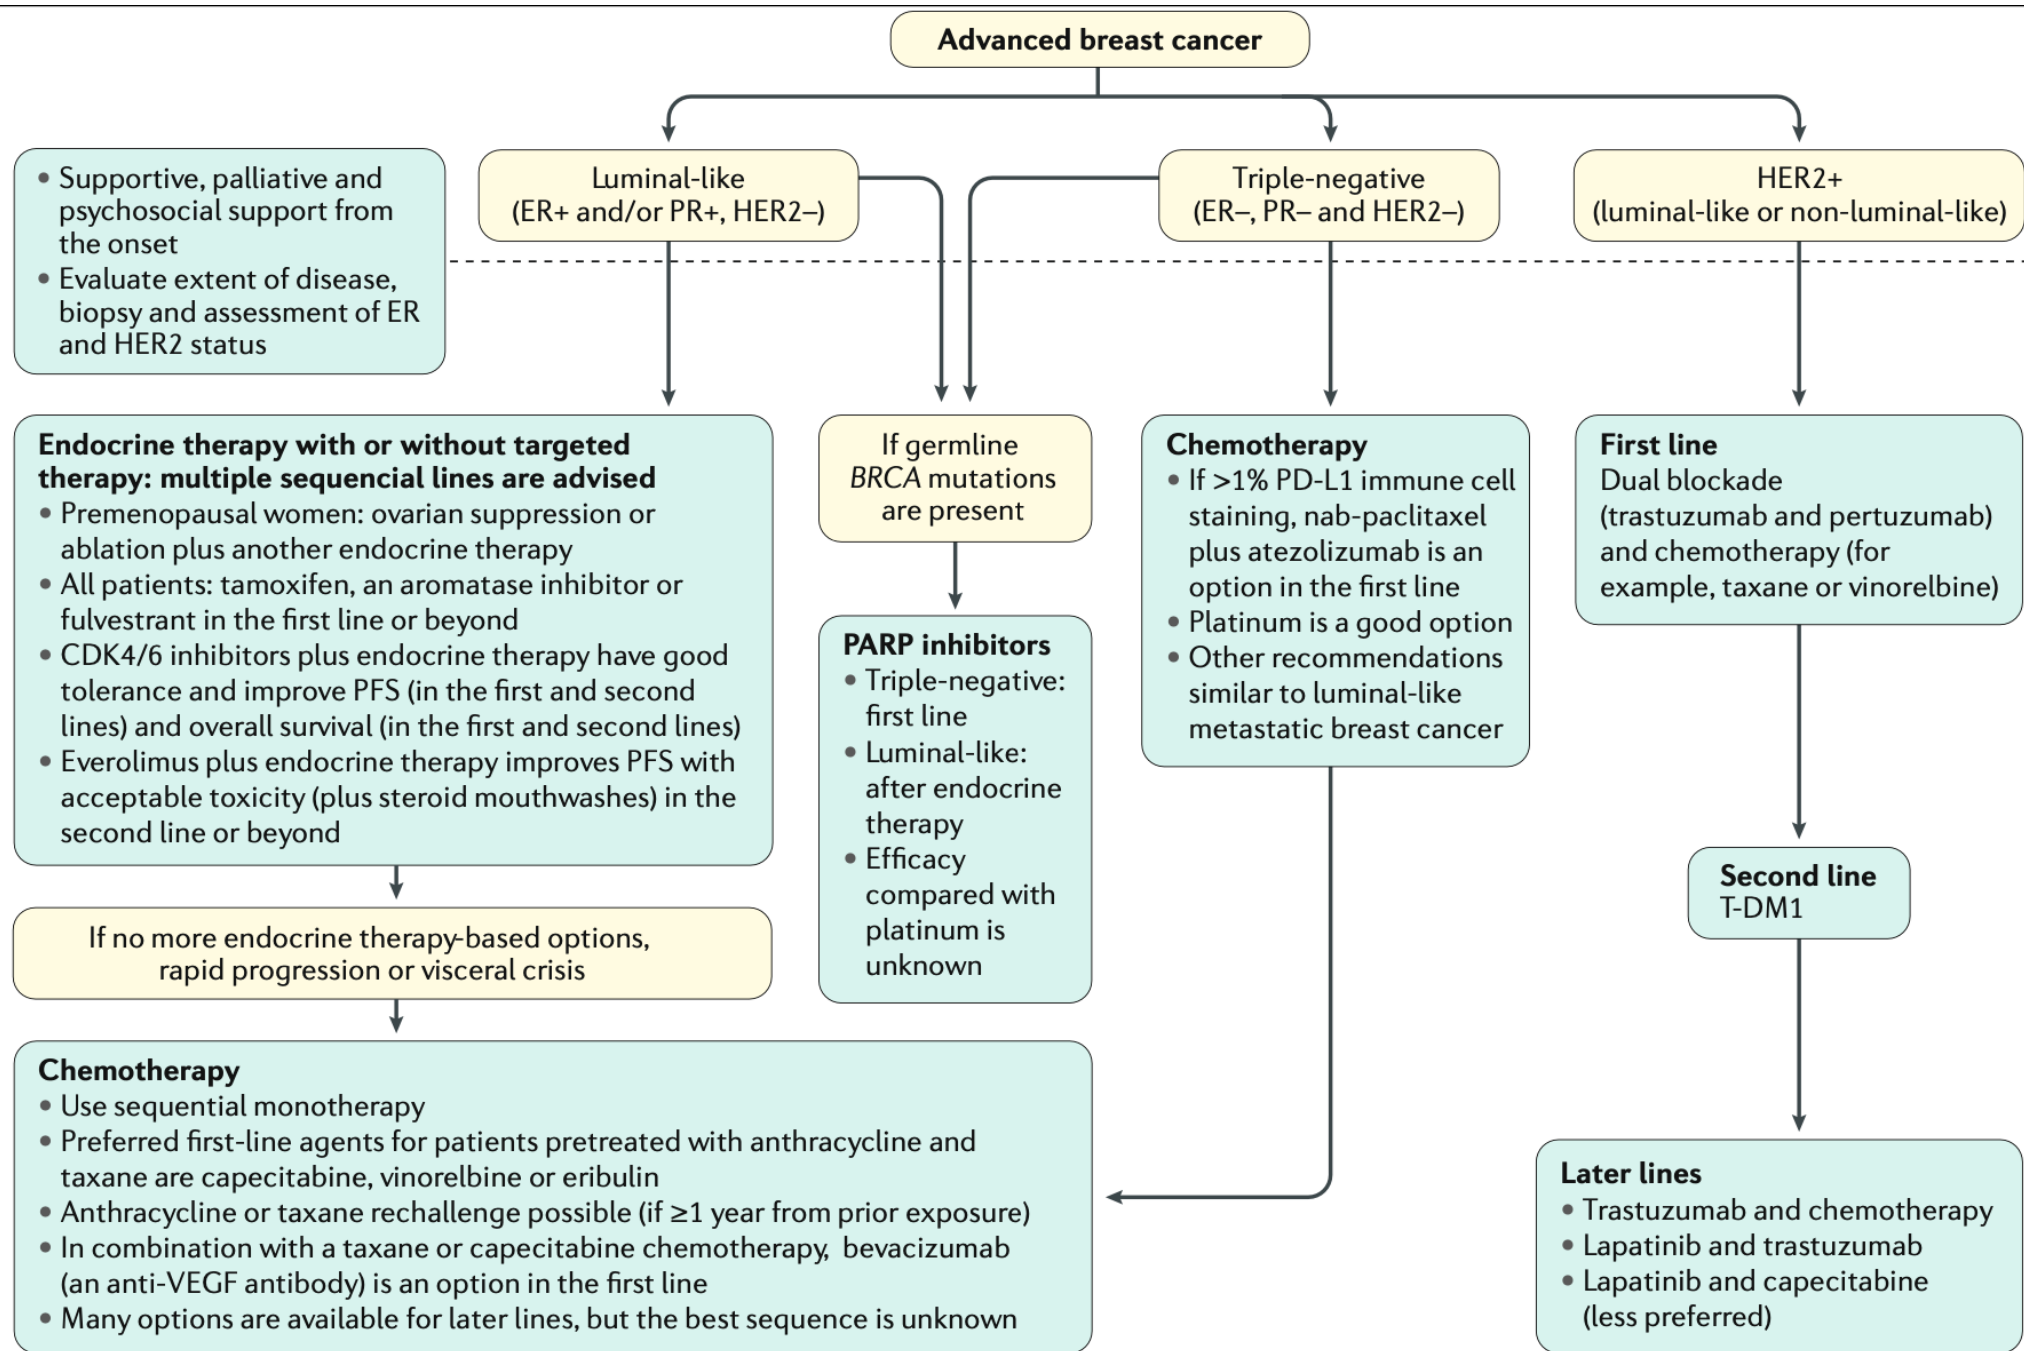 Advanced breast cancer
• Supportive, palliative and
psychosocial support from
the onset
• Evaluate extent of disease,
biopsy and assessment of ER
and HER2 status
Luminal-like
(ER+ and/or PR+, HER2–)
Triple-negative
(ER–, PR– and HER2–)
HER2+
(luminal-like or non-luminal-like)
Endocrine therapy with or without targeted
therapy: multiple sequencial lines are advised
• Premenopausal women: ovarian suppression or
ablation plus another endocrine therapy
• All patients: tamoxifen, an aromatase inhibitor or
fulvestrant in the first line or beyond
• CDK4/6 inhibitors plus endocrine therapy have good
tolerance and improve PFS (in the first and second
lines) and overall survival (in the first and second lines)
• Everolimus plus endocrine therapy improves PFS with
acceptable toxicity (plus steroid mouthwashes) in the
second line or beyond
If germline
BRCA mutations
are present
Chemotherapy
• If >1% PD-L1 immune cell
staining, nab-paclitaxel
plus atezolizumab is an
option in the first line
• Platinum is a good option
• Other recommendations
similar to luminal-like
metastatic breast cancer
First line
Dual blockade
(trastuzumab and pertuzumab)
and chemotherapy (for
example, taxane or vinorelbine)
PARP inhibitors
• Triple-negative:
first line
• Luminal-like:
after endocrine
therapy
• Efficacy
compared with
platinum is
unknown
Second line
T-DM1
If no more endocrine therapy-based options,
rapid progression or visceral crisis
Chemotherapy
• Use sequential monotherapy
• Preferred first-line agents for patients pretreated with anthracycline and
taxane are capecitabine, vinorelbine or eribulin
• Anthracycline or taxane rechallenge possible (if ≥1 year from prior exposure)
• In combination with a taxane or capecitabine chemotherapy, bevacizumab
(an anti-VEGF antibody) is an option in the first line
• Many options are available for later lines, but the best sequence is unknown
Later lines
• Trastuzumab and chemotherapy
• Lapatinib and trastuzumab
• Lapatinib and capecitabine
(less preferred)